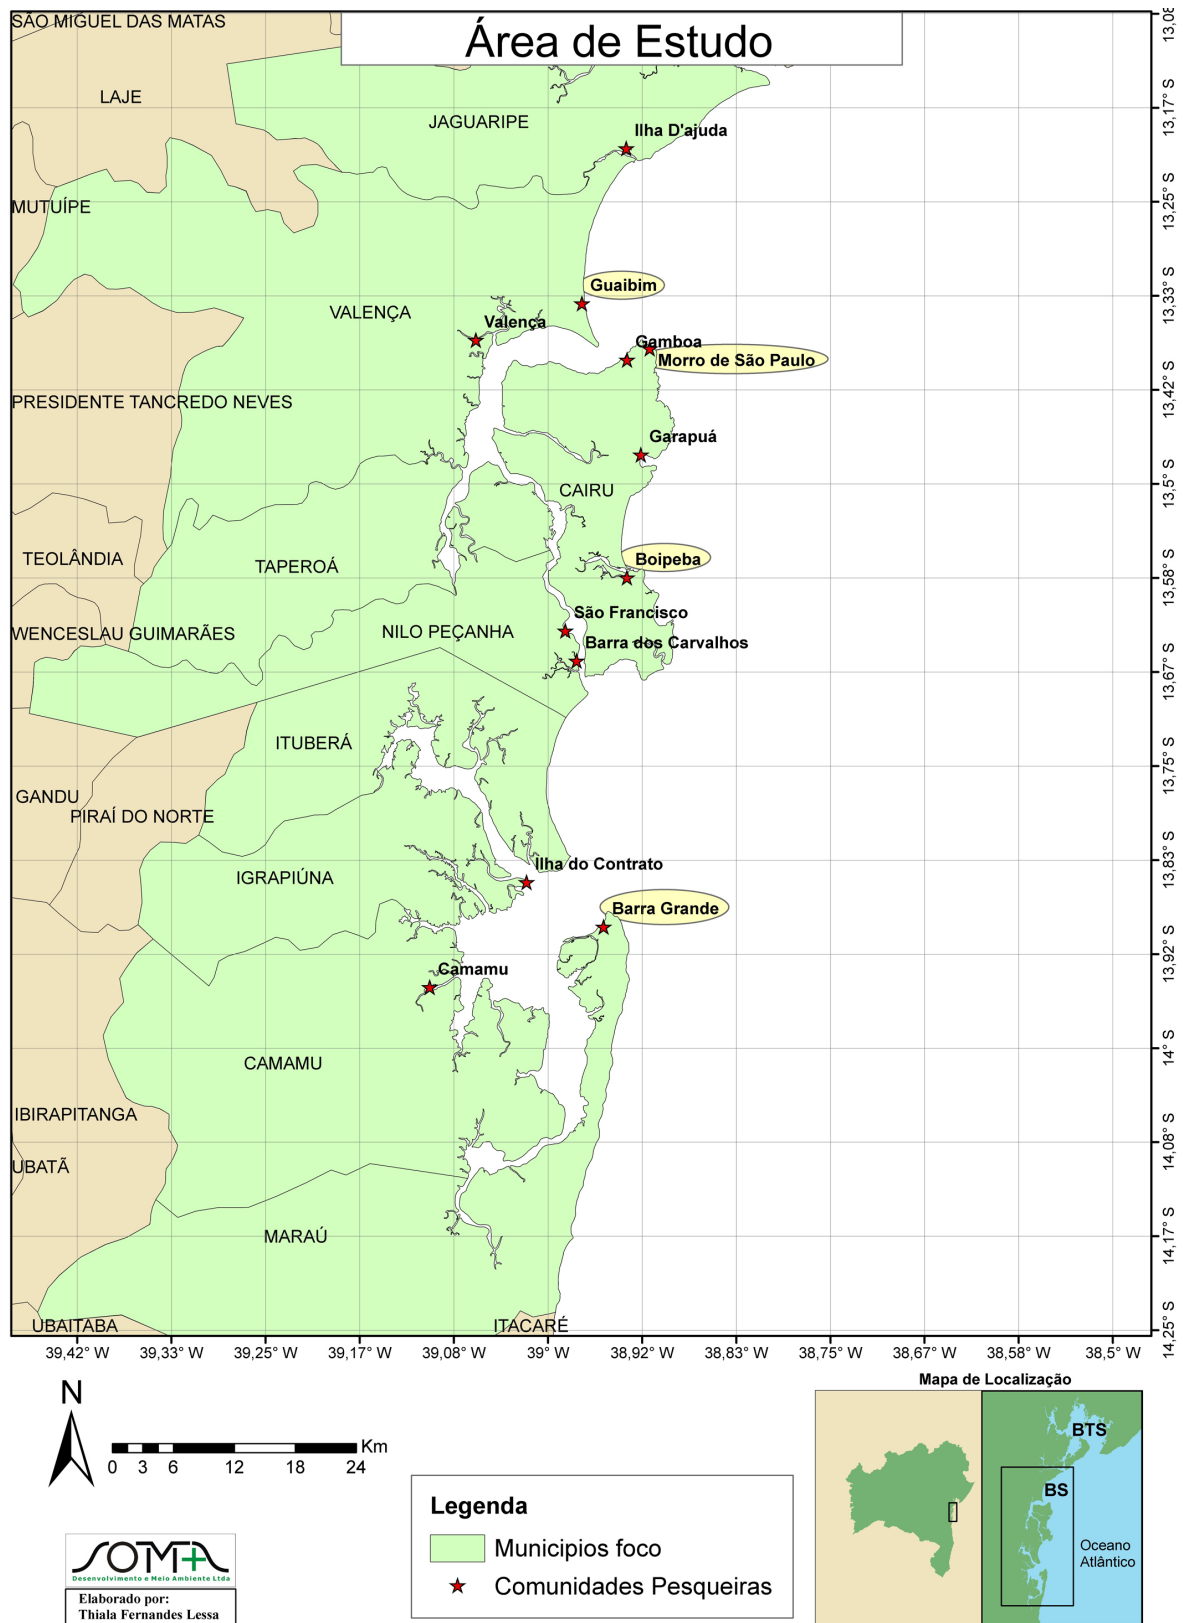 Área de Estudo
SÃO MIGUEL DAS MATAS
LAJE
JAGUARIPE
Ilha D'ajuda
MUTUÍPE
Guaibim
VALENÇA
Valença
Gamboa
Morro de São Paulo
PRESIDENTE TANCREDO NEVES
Garapuá
CAIRU
TEOLÂNDIA
TAPEROÁ
Boipeba
São Francisco
WENCESLAU GUIMARÃES
NILO PEÇANHA
Barra dos Carvalhos
ITUBERÁ
GANDU
PIRAÍ DO NORTE
Ilha do Contrato
IGRAPIÚNA
Barra Grande
Camamu
CAMAMU
IBIRAPITANGA
UBATÃ
MARAÚ
UBAITABA
ITACARÉ
13,08
13,17° S
13,25° S
13,33° S
13,42° S
13,5° S
13,58° S
13,67° S
13,75° S
13,83° S
13,92° S
14° S
14,08° S
14,17° S
14,25° S
39,42° W
39,33° W
39,25° W
39,17° W
39,08° W
39° W
38,92° W
38,83° W
38,75° W
38,67° W
38,58° W
38,5° W
N
Km
0 3 6 12 18 24
Mapa de Localização
BTS
BS
Oceano
Atlântico
Legenda
Municipios foco
Comunidades Pesqueiras
SOMA
Desenvolvimento e Meio Ambiente Ltda
Elaborado por:
Thiala Fernandes Lessa